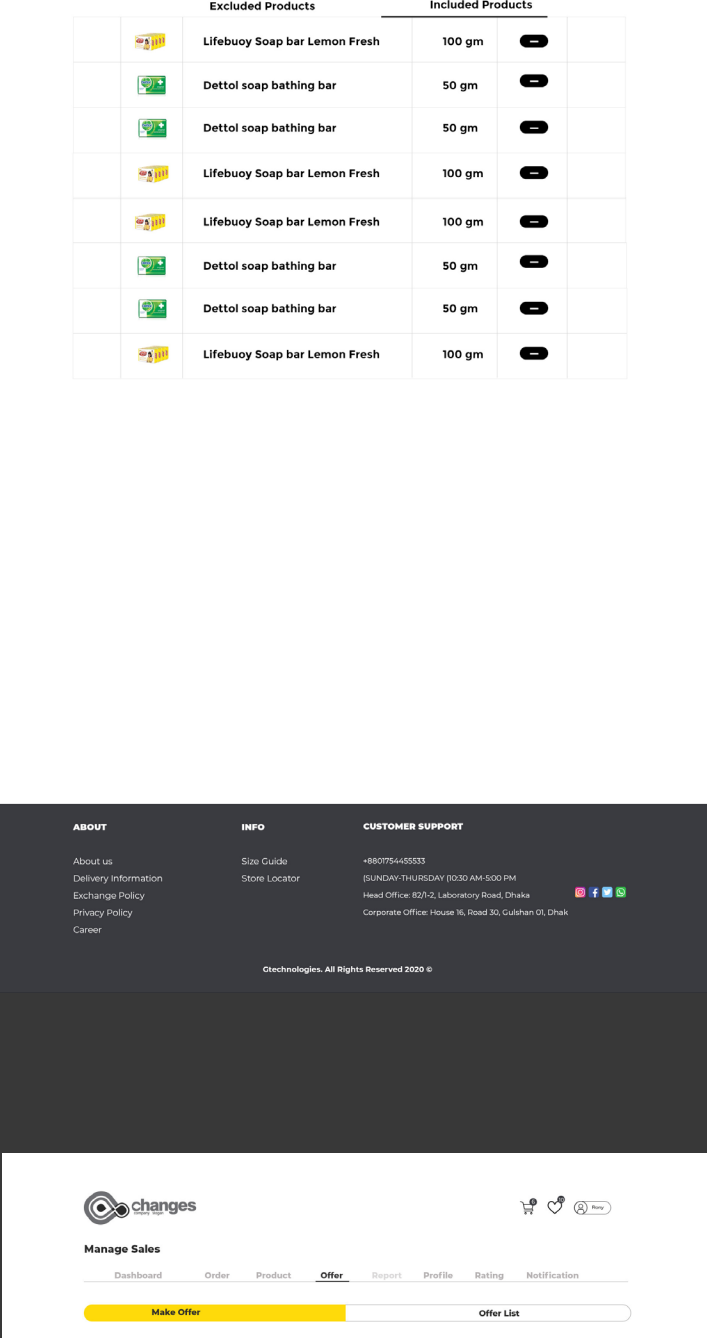 Excluded Products Included Products
Lifebuoy Soap bar Lemon Fresh 100 gm
Dettol soap bathing bar 50 gm
Dettol soap bathing bar 50 gm
Lifebuoy Soap bar Lemon Fresh 100 gm
Lifebuoy Soap bar Lemon Fresh 100 gm
Dettol soap bathing bar 50 gm
Dettol soap bathing bar 50 gm
Lifebuoy Soap bar Lemon Fresh 100 gm
ABOUT INFO CUSTOMER SUPPORT
About us Size Guide +8801754455533
Delivery Information Store Locator [SUNDAY-THURSDAY (10:30 AM-5:00 PM
Exchange Policy Head Office: 82/1-2, Laboratory Road, Dhaka
Privacy Policy Corporate Office: House 16, Road 30, Gulshan 01, Dhak
Career
Gtechnologies. All Rights Reserved 2020 ©
changes
company slogan
Rony
Manage Sales
Dashboard Order Product Offer Report Profile Rating Notification
Make Offer Offer List